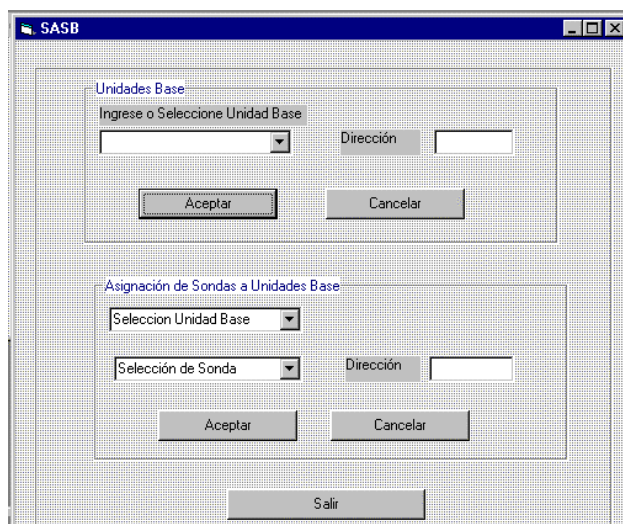 SASB
Unidades Base
Ingrese o Seleccione Unidad Base
Dirección
Aceptar Cancelar
Asignación de Sondas a Unidades Base
Seleccion Unidad Base
Selección de Sonda Dirección
Aceptar Cancelar
Salir